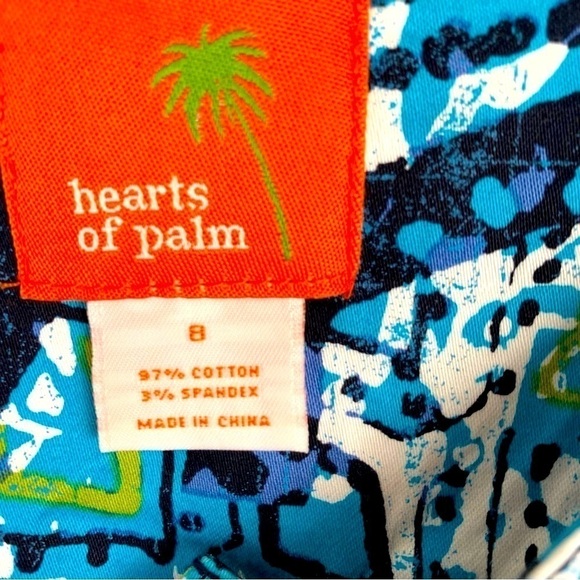 hearts
of palm
8
97% COTTON
3% SPANDEX
MADE IN CHINA